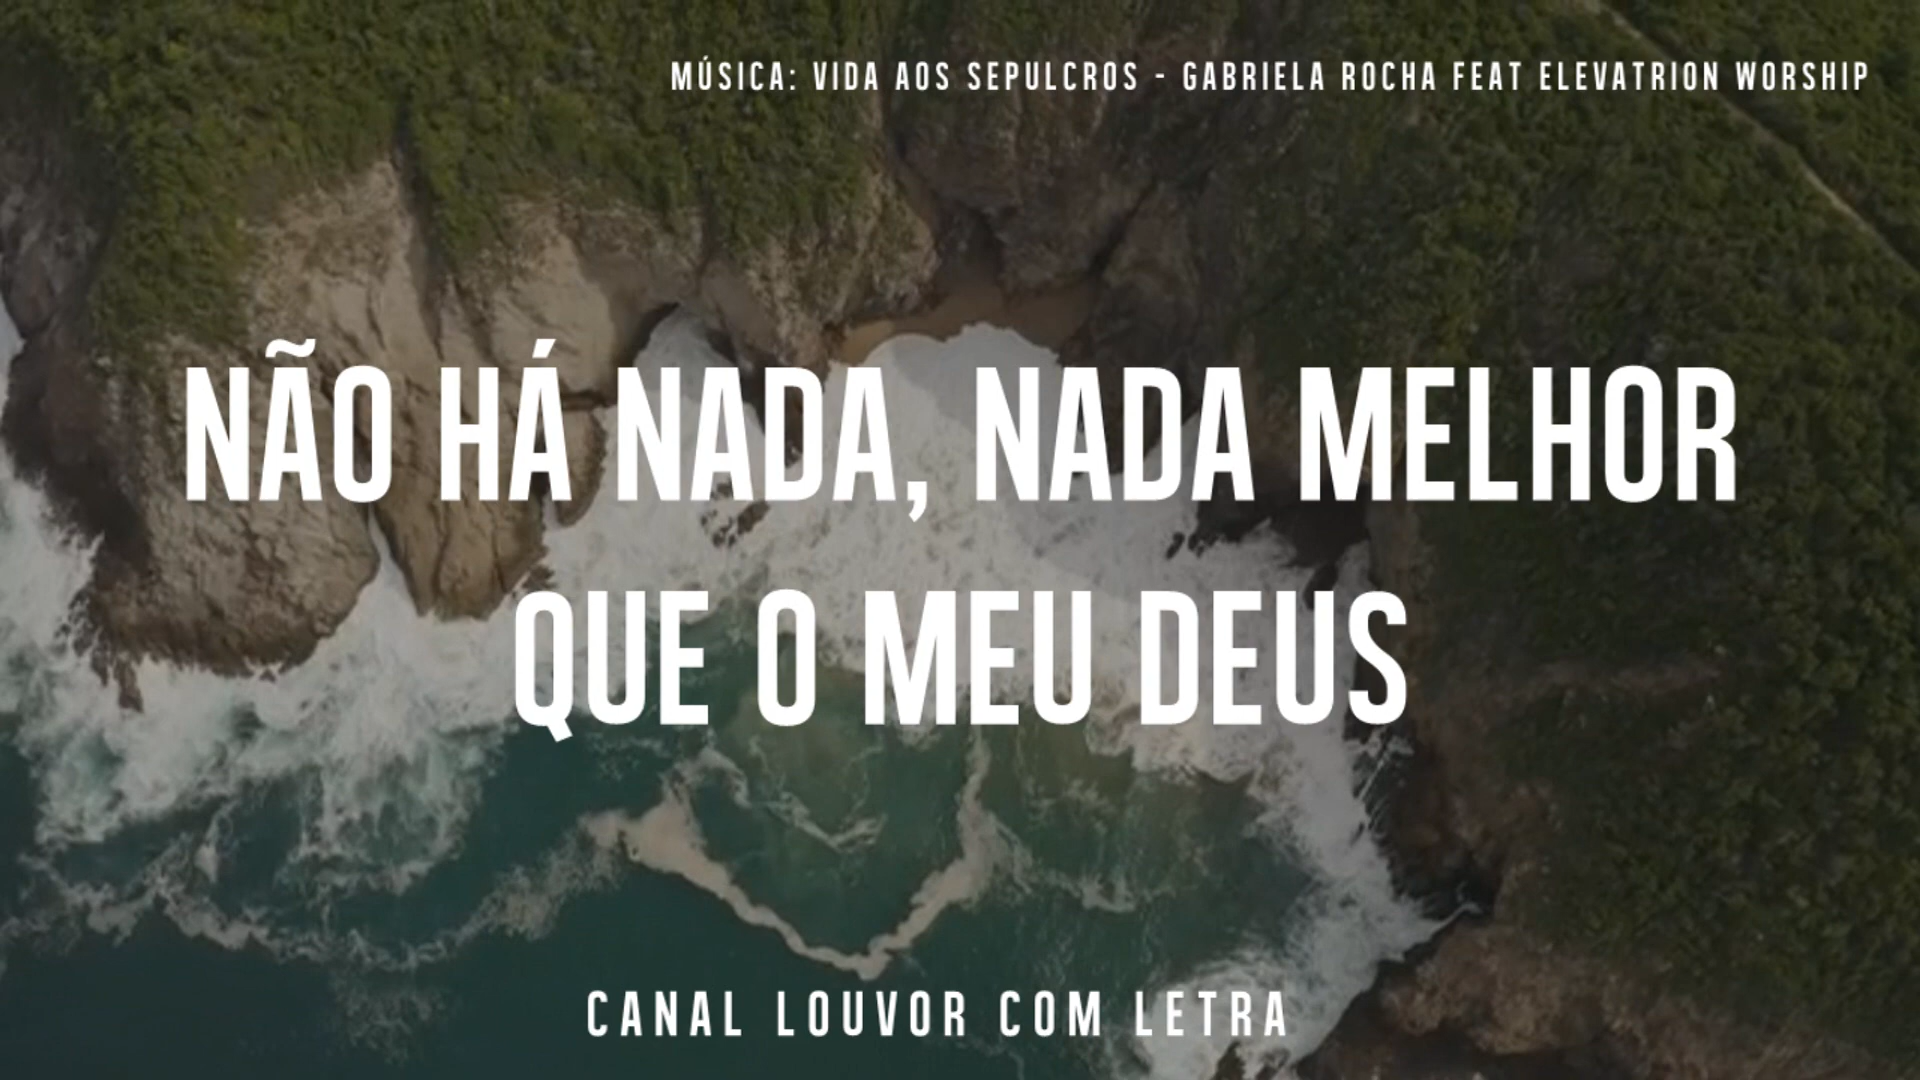 MÚSICA: VIDA AOS SEPULCROS - GABRIELA ROCHA FEAT ELEVATRION WORSHIP
NÃO HÁ NADA, NADA MELHOR
QUE O MEU DEUS
CANAL LOUVOR COM LETRA